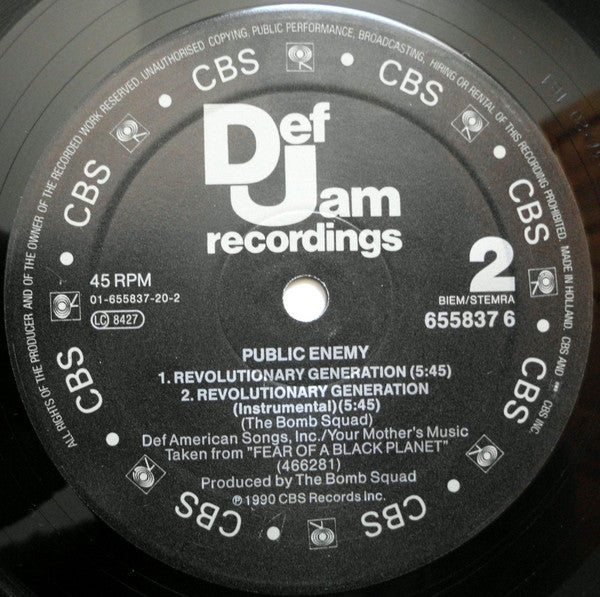 ALL RIGHTS OF THE PRODUCER AND OF THE OWNER OF THE RECORDED WORK RESERVED. UNAUTHORISED COPYING, PUBLIC PERFORMANCE, BROADCASTING, HIRING OR RENTAL OF THIS RECORDING PROHIBITED. MADE IN HOLLAND. CBS AND CBS INC.
CBS
CBS
CBS
CBS
CBS
CBS
CBS
CBS
Def
Jam
recordings
45 RPM
01-655837-20-2
LC 8427
2
BIEM/STEMRA
655837 6
PUBLIC ENEMY
1. REVOLUTIONARY GENERATION (5:45)
2. REVOLUTIONARY GENERATION
(Instrumental)(5:45)
(The Bomb Squad)
Def American Songs, Inc./Your Mother's Music
Taken from "FEAR OF A BLACK PLANET"
(466281)
Produced by The Bomb Squad
℗ 1990 CBS Records Inc.